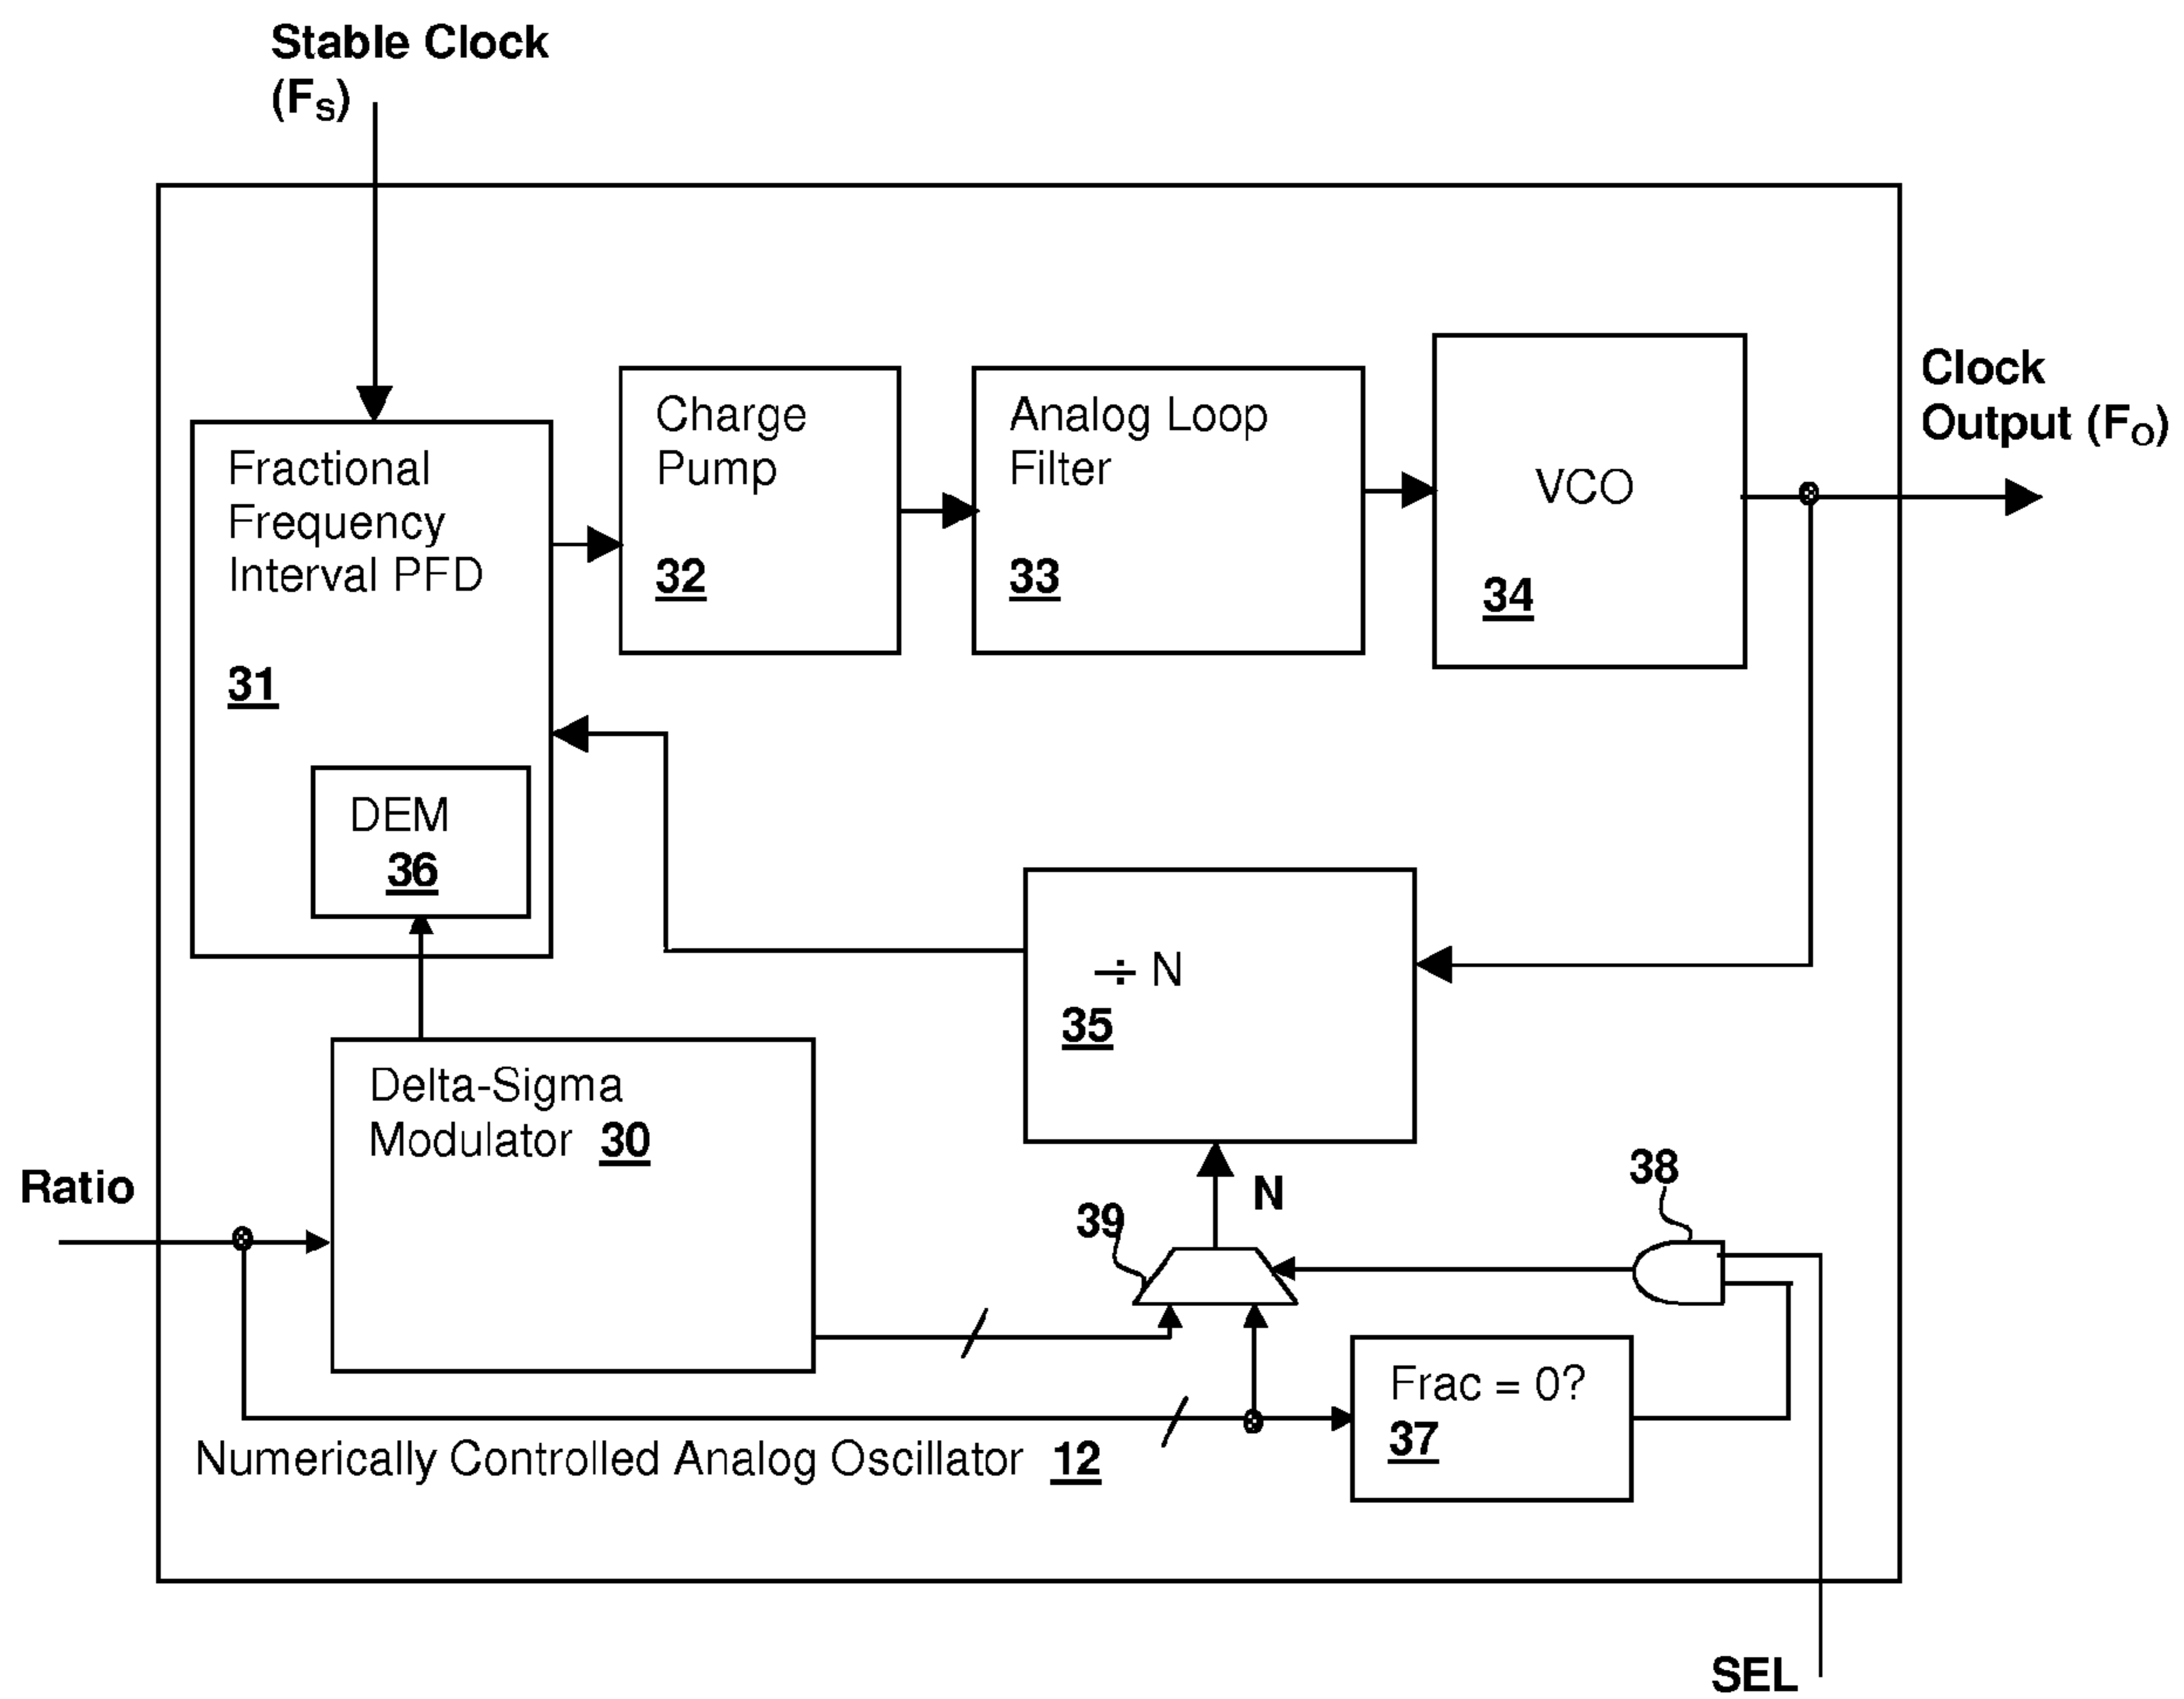 Stable Clock
(FS)
Clock
Output (FO)
Fractional
Frequency
Interval PFD
31
Charge
Pump
32
Analog Loop
Filter
33
VCO
34
DEM
36
÷ N
35
Delta-Sigma
Modulator 30
Ratio
N
38
39
Frac = 0?
37
Numerically Controlled Analog Oscillator 12
SEL